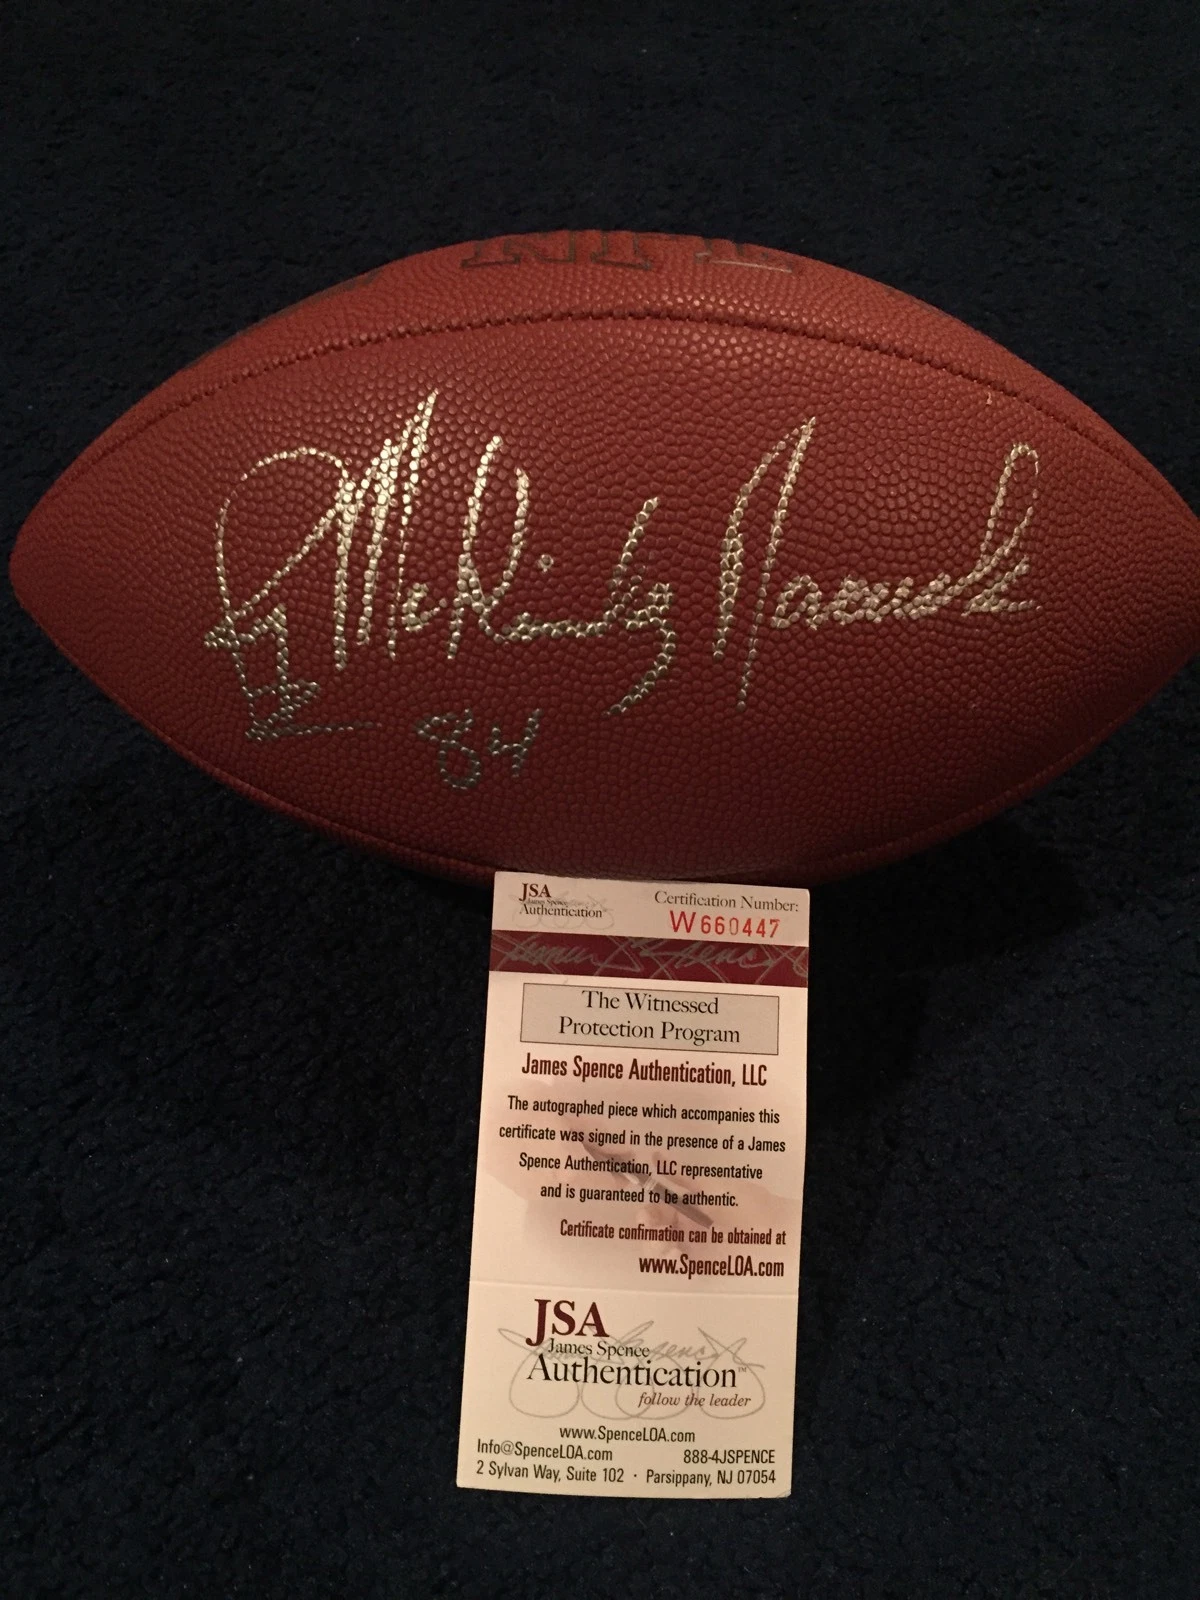 NFL
84
JSA
James Spence
Authentication™
Certification Number:
W660447
The Witnessed
Protection Program
James Spence Authentication, LLC
The autographed piece which accompanies this
certificate was signed in the presence of a James
Spence Authentication, LLC representative
and is guaranteed to be authentic.
Certificate confirmation can be obtained at
www.SpenceLOA.com
JSA
James Spence
Authentication™
follow the leader
www.SpenceLOA.com
Info@SpenceLOA.com 888-4JSPENCE
2 Sylvan Way, Suite 102 · Parsippany, NJ 07054